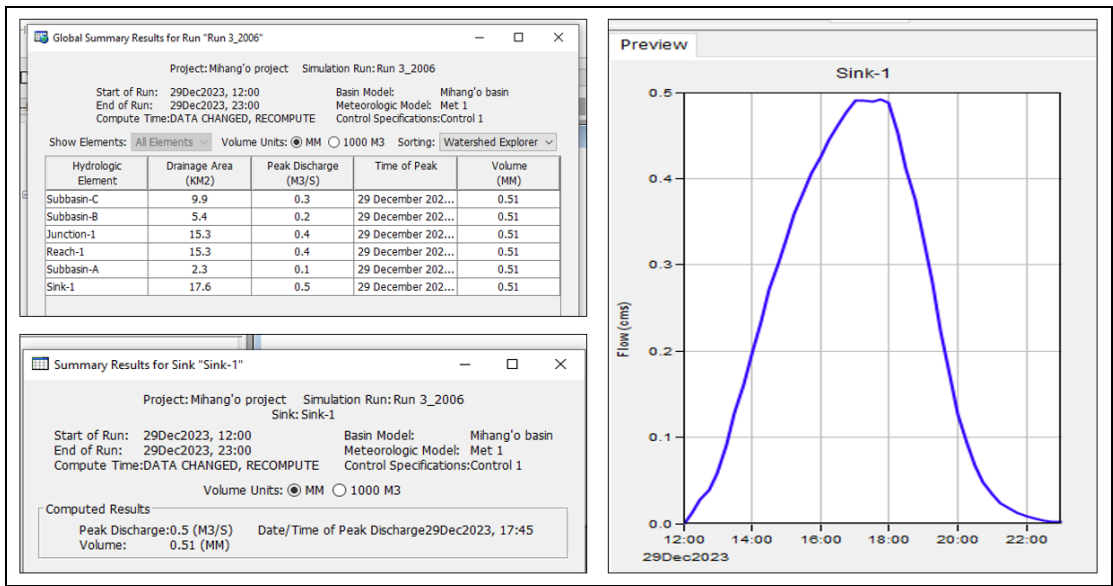 Global Summary Results for Run "Run 3_2006"
Project: Mihang'o project Simulation Run: Run 3_2006
Start of Run: 29Dec2023, 12:00 Basin Model: Mihang'o basin
End of Run: 29Dec2023, 23:00 Meteorologic Model: Met 1
Compute Time:DATA CHANGED, RECOMPUTE Control Specifications:Control 1
Show Elements: All Elements Volume Units: MM 1000 M3 Sorting: Watershed Explorer
Hydrologic Element Drainage Area (KM2) Peak Discharge (M3/S) Time of Peak Volume (MM)
Subbasin-C 9.9 0.3 29 December 202... 0.51
Subbasin-B 5.4 0.2 29 December 202... 0.51
Junction-1 15.3 0.4 29 December 202... 0.51
Reach-1 15.3 0.4 29 December 202... 0.51
Subbasin-A 2.3 0.1 29 December 202... 0.51
Sink-1 17.6 0.5 29 December 202... 0.51
Summary Results for Sink "Sink-1"
Project: Mihang'o project Simulation Run: Run 3_2006
Sink: Sink-1
Start of Run: 29Dec2023, 12:00 Basin Model: Mihang'o basin
End of Run: 29Dec2023, 23:00 Meteorologic Model: Met 1
Compute Time:DATA CHANGED, RECOMPUTE Control Specifications:Control 1
Volume Units: MM 1000 M3
Computed Results
Peak Discharge:0.5 (M3/S) Date/Time of Peak Discharge29Dec2023, 17:45
Volume: 0.51 (MM)
Preview
Sink-1
0.5
0.4
0.3
0.2
0.1
0.0
Flow (cms)
12:00 14:00 16:00 18:00 20:00 22:00
29Dec2023